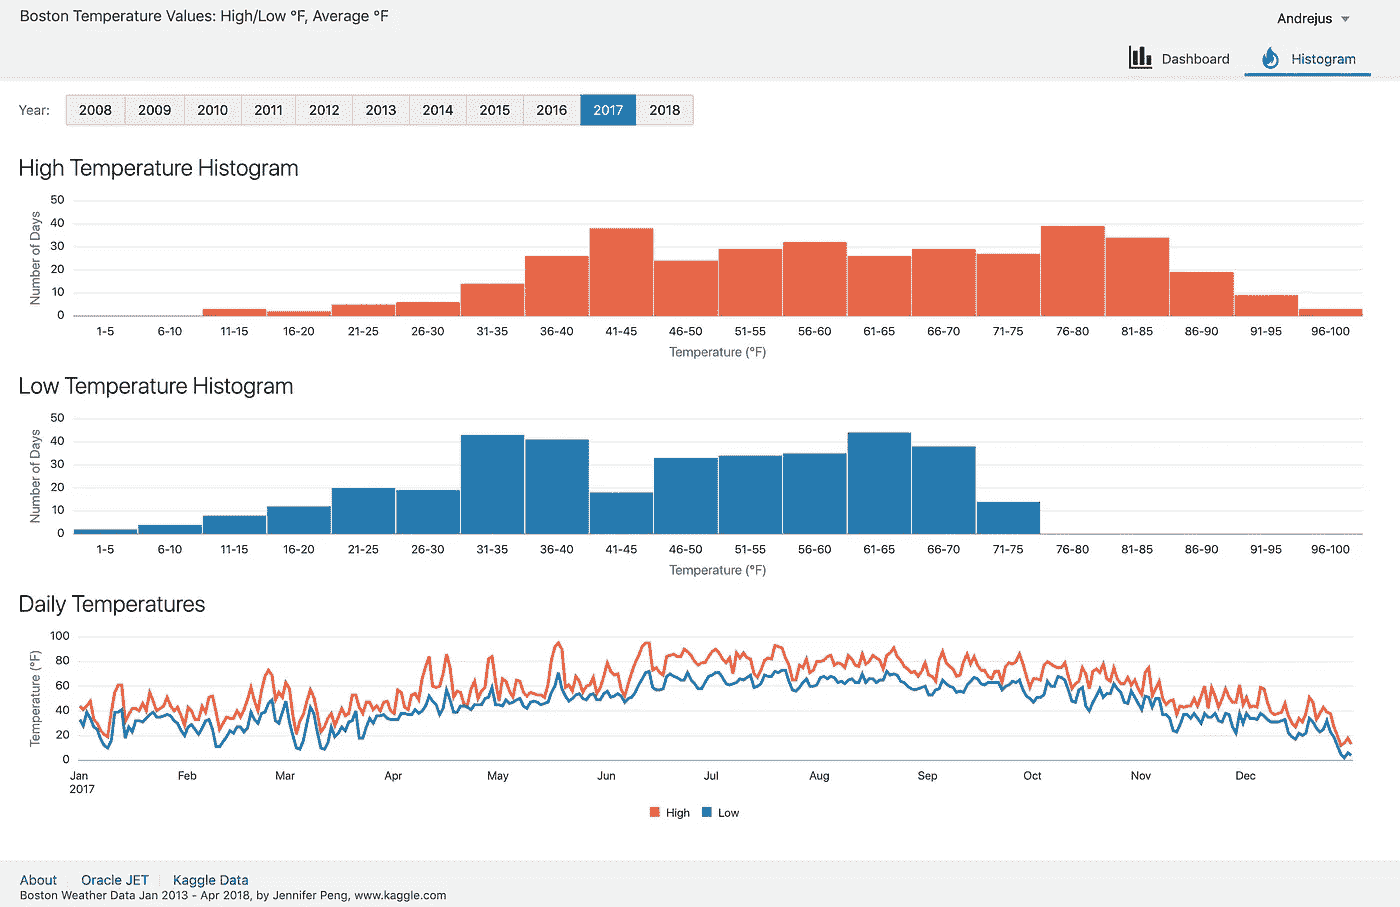 Boston Temperature Values: High/Low °F, Average °F
Andrejus
Dashboard Histogram
Year: 2008 2009 2010 2011 2012 2013 2014 2015 2016 2017 2018
High Temperature Histogram
50
40
30
20
10
0
Number of Days
1-5 6-10 11-15 16-20 21-25 26-30 31-35 36-40 41-45 46-50 51-55 56-60 61-65 66-70 71-75 76-80 81-85 86-90 91-95 96-100
Temperature (°F)
Low Temperature Histogram
50
40
30
20
10
0
Number of Days
1-5 6-10 11-15 16-20 21-25 26-30 31-35 36-40 41-45 46-50 51-55 56-60 61-65 66-70 71-75 76-80 81-85 86-90 91-95 96-100
Temperature (°F)
Daily Temperatures
100
80
60
40
20
0
Temperature (°F)
Jan Feb Mar Apr May Jun Jul Aug Sep Oct Nov Dec
2017
High Low
About Oracle JET Kaggle Data
Boston Weather Data Jan 2013 - Apr 2018, by Jennifer Peng, www.kaggle.com